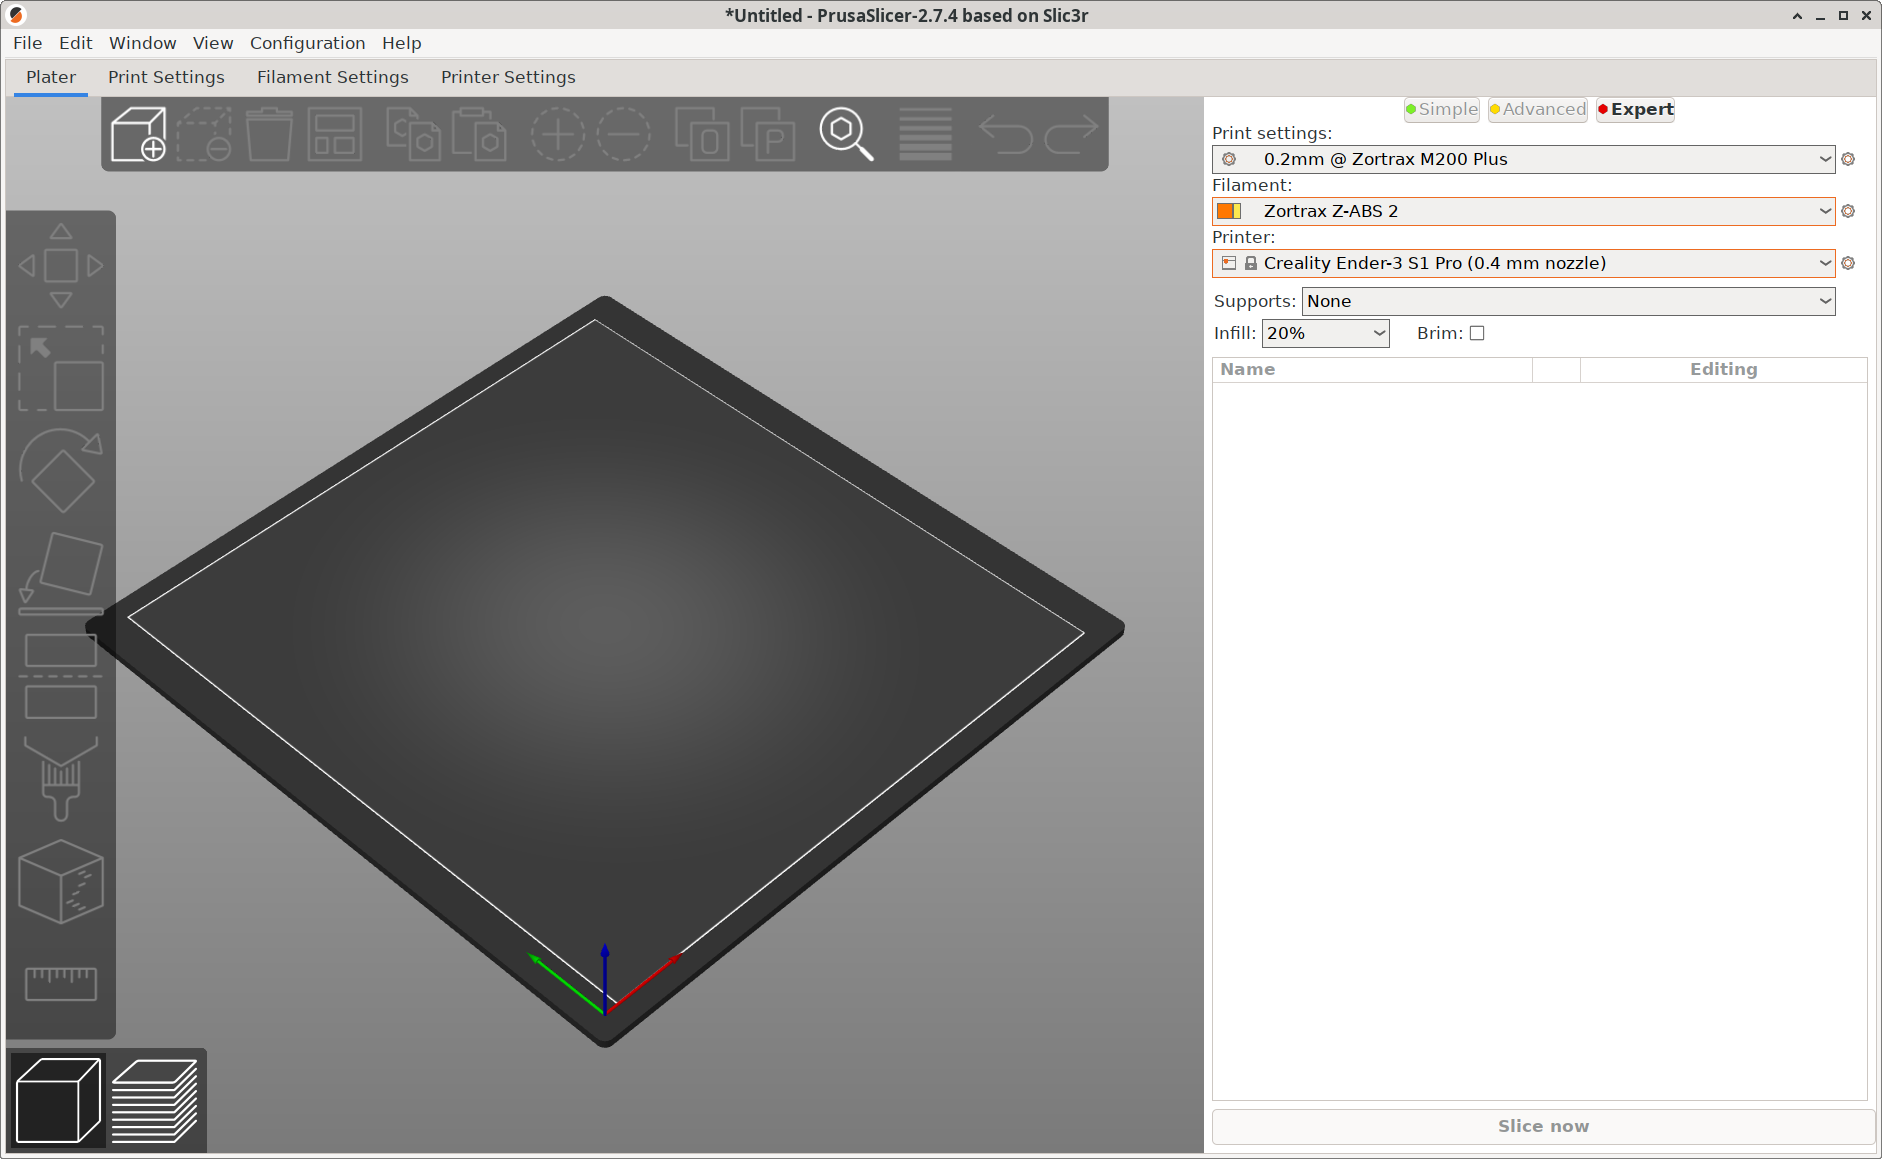 *Untitled - PrusaSlicer-2.7.4 based on Slic3r
File Edit Window View Configuration Help
Plater Print Settings Filament Settings Printer Settings
Simple Advanced Expert
Print settings:
0.2mm @ Zortrax M200 Plus
Filament:
Zortrax Z-ABS 2
Printer:
Creality Ender-3 S1 Pro (0.4 mm nozzle)
Supports: None
Infill: 20% Brim:
Name Editing
Slice now